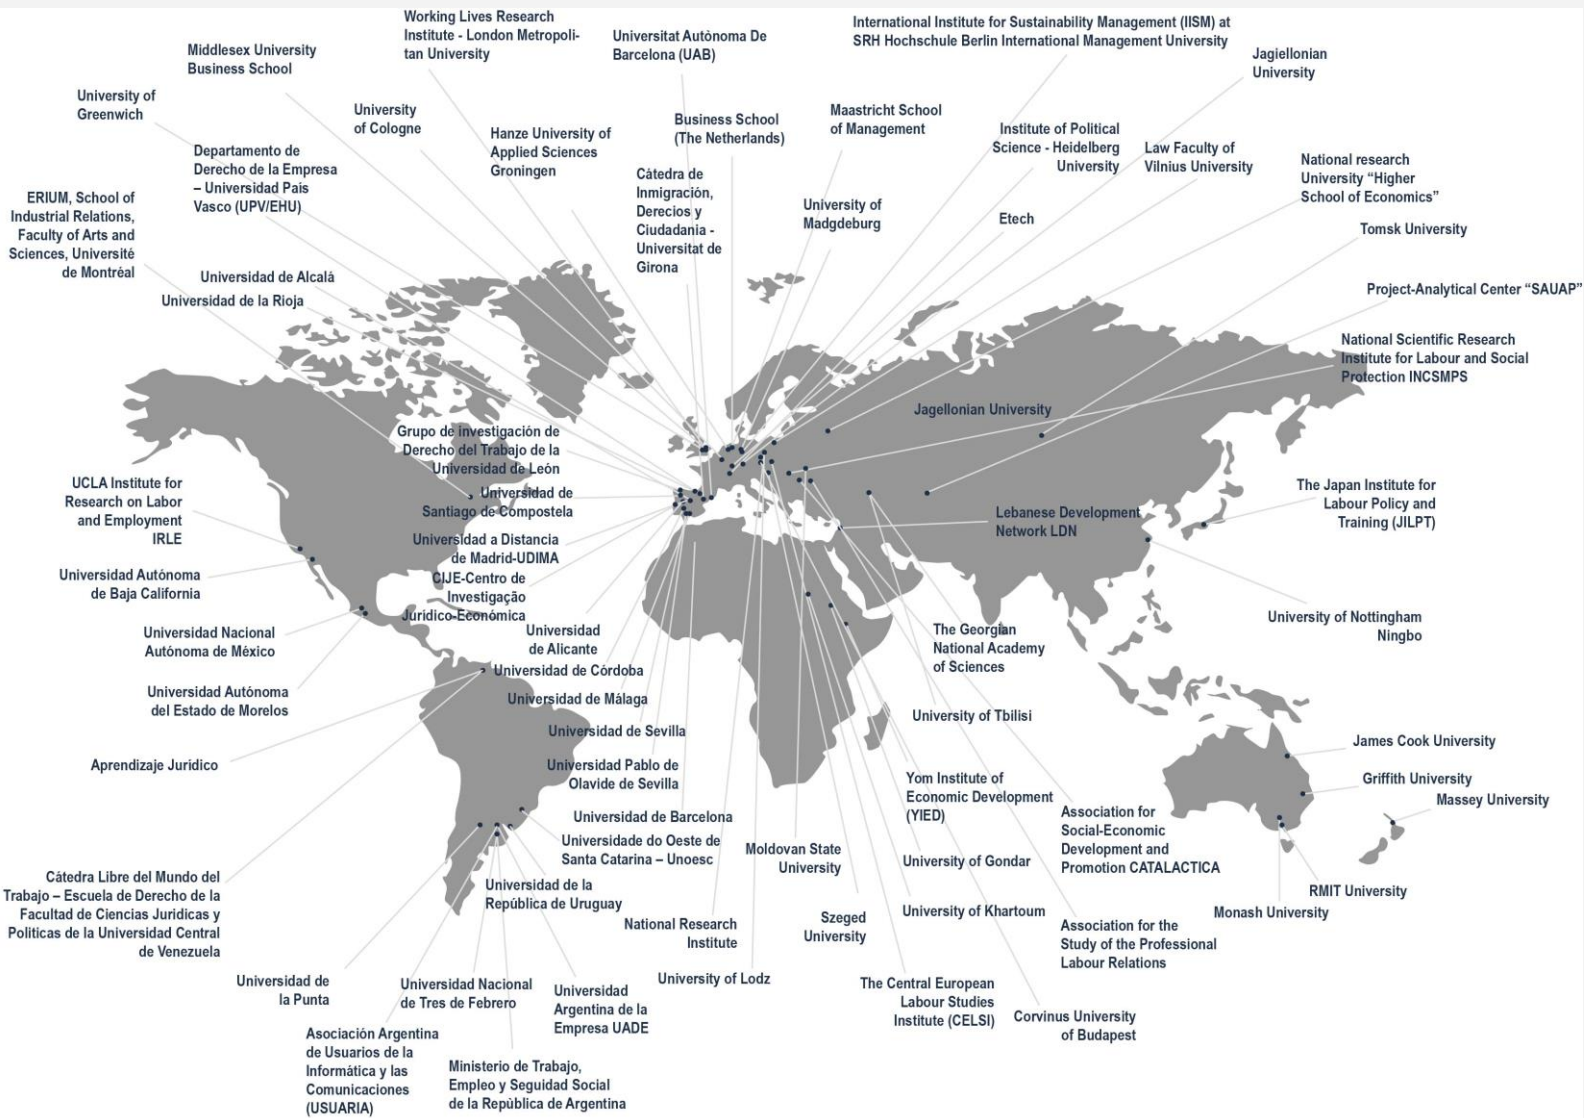 Working Lives Research
Institute - London Metropoli-
tan University
International Institute for Sustainability Management (IISM) at
SRH Hochschule Berlin International Management University
Universitat Autònoma De
Barcelona (UAB)
Middlesex University
Business School
Jagiellonian
University
University of
Greenwich
University
of Cologne
Maastricht School
of Management
Business School
(The Netherlands)
Hanze University of
Applied Sciences
Groningen
Institute of Political
Science - Heidelberg
University
Law Faculty of
Vilnius University
Departamento de
Derecho de la Empresa
– Universidad Pais
Vasco (UPV/EHU)
National research
University “Higher
School of Economics”
Cátedra de
Inmigración,
Derecios y
Ciudadania -
Universitat de
Girona
ERIUM, School of
Industrial Relations,
Faculty of Arts and
Sciences, Université
de Montréal
University of
Madgdeburg
Etech
Tomsk University
Universidad de Alcalá
Universidad de la Rioja
Project-Analytical Center “SAUAP”
National Scientific Research
Institute for Labour and Social
Protection INCSMPS
Jagellonian University
Grupo de investigación de
Derecho del Trabajo de la
Universidad de León
UCLA Institute for
Research on Labor
and Employment
IRLE
Universidad de
Santiago de Compostela
The Japan Institute for
Labour Policy and
Training (JILPT)
Lebanese Development
Network LDN
Universidad a Distancia
de Madrid-UDIMA
CIJE-Centro de
Investigação
Jurídico-Económica
Universidad Autónoma
de Baja California
University of Nottingham
Ningbo
Universidad Nacional
Autónoma de México
Universidad
de Alicante
The Georgian
National Academy
of Sciences
Universidad de Córdoba
Universidad Autónoma
del Estado de Morelos
Universidad de Málaga
University of Tbilisi
Universidad de Sevilla
James Cook University
Aprendizaje Jurídico
Universidad Pablo de
Olavide de Sevilla
Yom Institute of
Economic Development
(YIED)
Griffith University
Massey University
Universidad de Barcelona
Association for
Social-Economic
Development and
Promotion CATALACTICA
Universidade do Oeste de
Santa Catarina – Unoesc
Moldovan State
University
University of Gondar
Cátedra Libre del Mundo del
Trabajo – Escuela de Derecho de la
Facultad de Ciencias Juridicas y
Politicas de la Universidad Central
de Venezuela
Universidad de la
República de Uruguay
RMIT University
Monash University
National Research
Institute
Szeged
University
University of Khartoum
Association for the
Study of the Professional
Labour Relations
Universidad de
la Punta
Universidad Nacional
de Tres de Febrero
University of Lodz
Universidad
Argentina de la
Empresa UADE
The Central European
Labour Studies
Institute (CELSI)
Corvinus University
of Budapest
Asociación Argentina
de Usuarios de la
Informática y las
Comunicaciones
(USUARIA)
Ministerio de Trabajo,
Empleo y Seguidad Social
de la República de Argentina